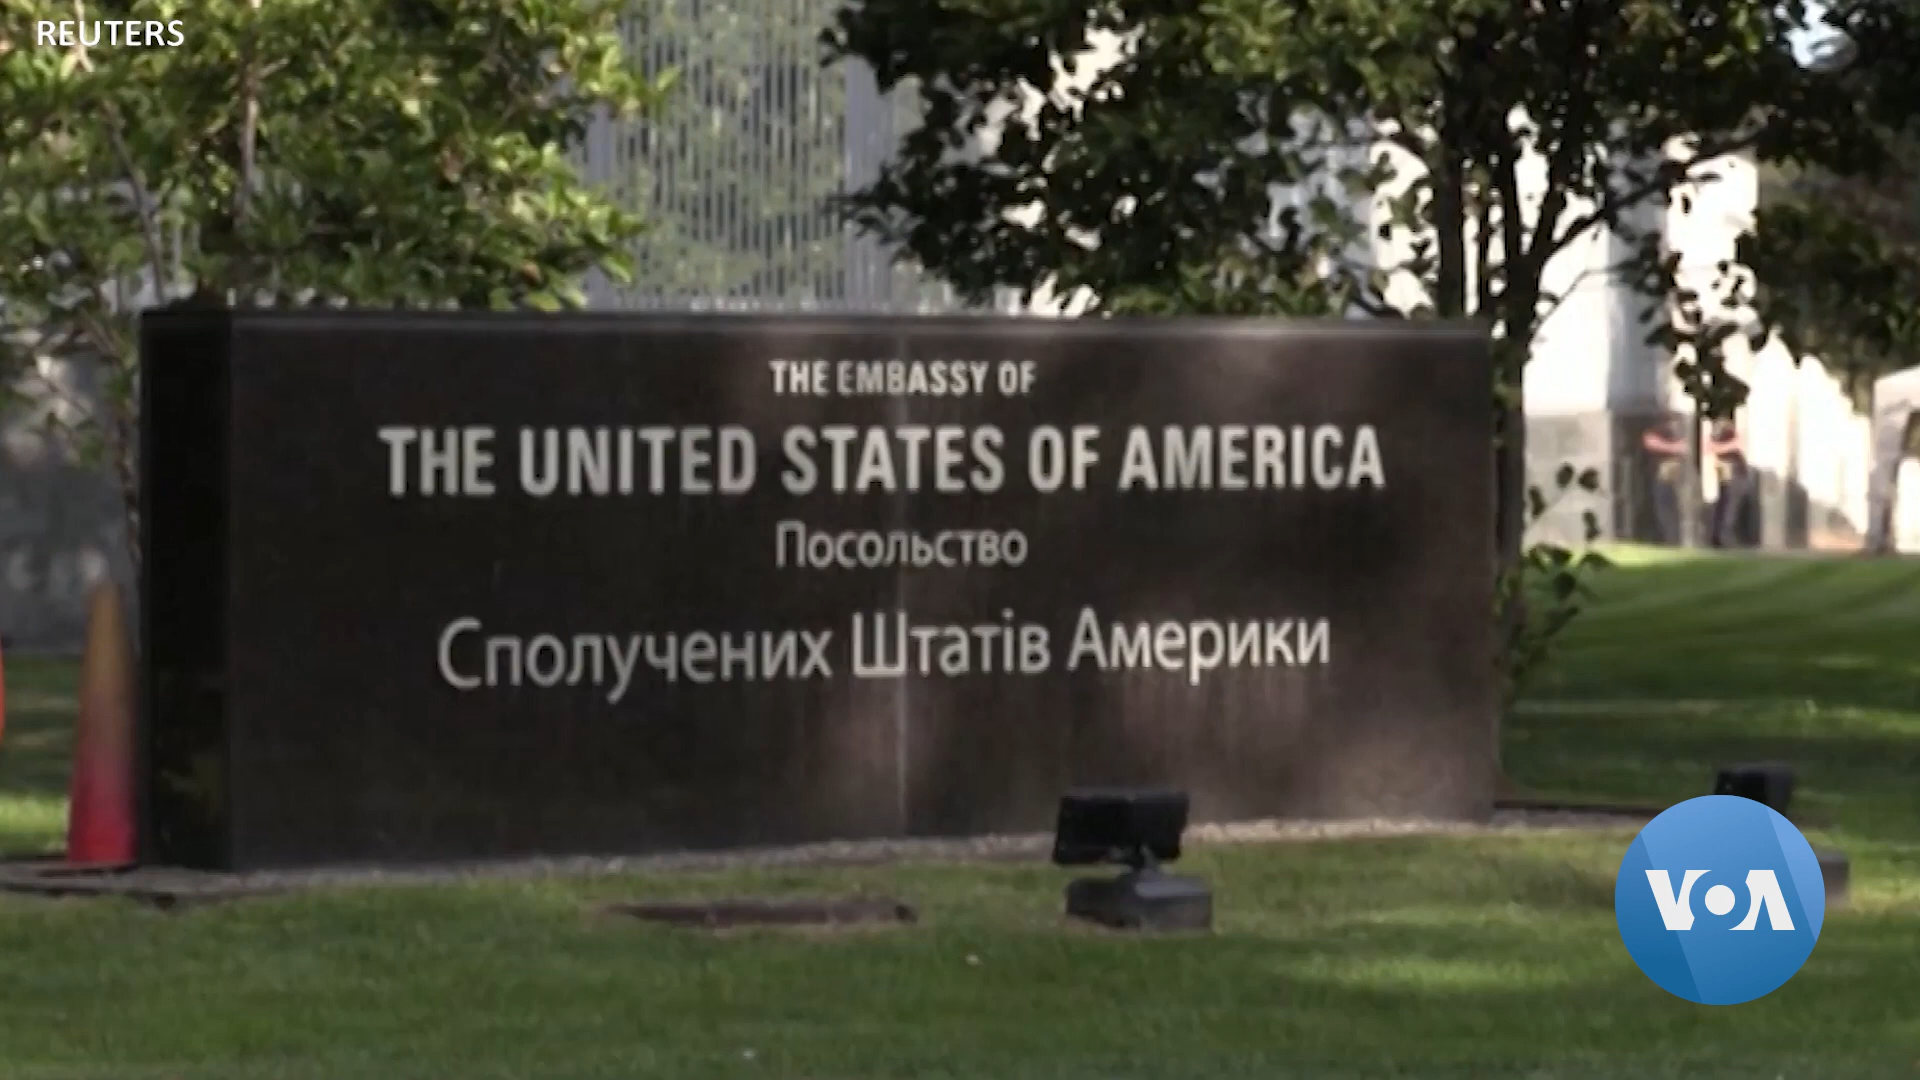 REUTERS
THE EMBASSY OF
THE UNITED STATES OF AMERICA
Посольство
Сполучених Штатів Америки
VOA